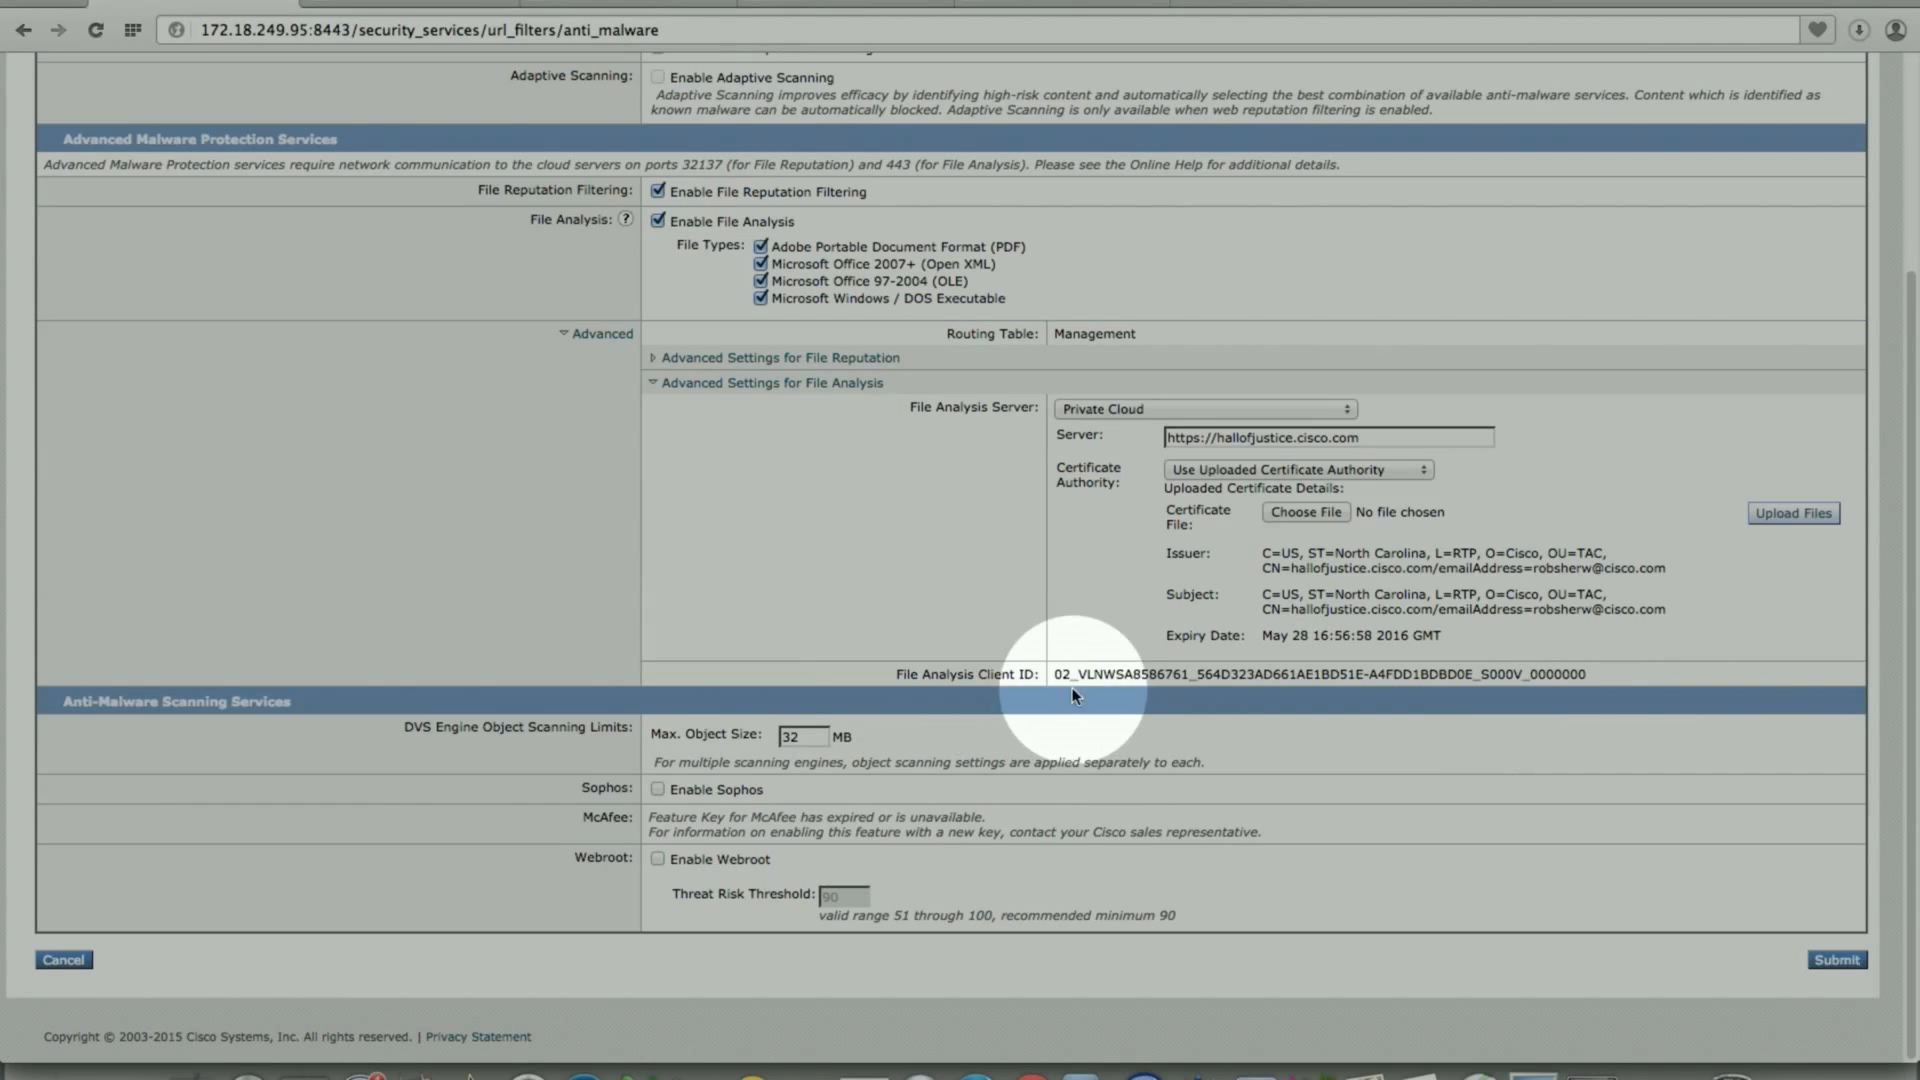 172.18.249.95:8443/security_services/url_filters/anti_malware
Adaptive Scanning: Enable Adaptive Scanning
Adaptive Scanning improves efficacy by identifying high-risk content and automatically selecting the best combination of available anti-malware services. Content which is identified as
known malware can be automatically blocked. Adaptive Scanning is only available when web reputation filtering is enabled.
Advanced Malware Protection Services
Advanced Malware Protection services require network communication to the cloud servers on ports 32137 (for File Reputation) and 443 (for File Analysis). Please see the Online Help for additional details.
File Reputation Filtering: Enable File Reputation Filtering
File Analysis: ? Enable File Analysis
File Types: Adobe Portable Document Format (PDF)
Microsoft Office 2007+ (Open XML)
Microsoft Office 97-2004 (OLE)
Microsoft Windows / DOS Executable
Advanced Routing Table: Management
Advanced Settings for File Reputation
Advanced Settings for File Analysis
File Analysis Server: Private Cloud
Server: https://hallofjustice.cisco.com
Certificate Authority: Use Uploaded Certificate Authority
Uploaded Certificate Details:
Certificate File: Choose File No file chosen Upload Files
Issuer: C=US, ST=North Carolina, L=RTP, O=Cisco, OU=TAC,
CN=hallofjustice.cisco.com/emailAddress=robsherw@cisco.com
Subject: C=US, ST=North Carolina, L=RTP, O=Cisco, OU=TAC,
CN=hallofjustice.cisco.com/emailAddress=robsherw@cisco.com
Expiry Date: May 28 16:56:58 2016 GMT
File Analysis Client ID: 02_VLNWSA8586761_564D323AD661AE1BD51E-A4FDD1BDBD0E_S000V_0000000
Anti-Malware Scanning Services
DVS Engine Object Scanning Limits: Max. Object Size: 32 MB
For multiple scanning engines, object scanning settings are applied separately to each.
Sophos: Enable Sophos
McAfee: Feature Key for McAfee has expired or is unavailable.
For information on enabling this feature with a new key, contact your Cisco sales representative.
Webroot: Enable Webroot
Threat Risk Threshold: 90
valid range 51 through 100, recommended minimum 90
Cancel Submit
Copyright © 2003-2015 Cisco Systems, Inc. All rights reserved. | Privacy Statement